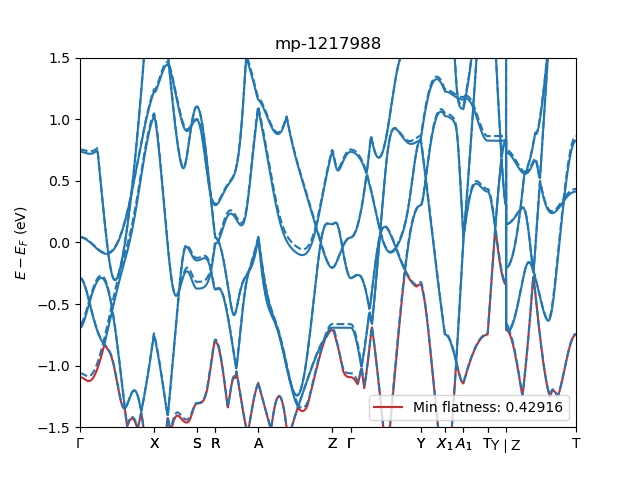 mp-1217988
E − E_F (eV)
1.5
1.0
0.5
0.0
−0.5
−1.0
−1.5
Min flatness: 0.42916
Γ X S R A Z Γ Y X₁ A₁ T Y | Z T